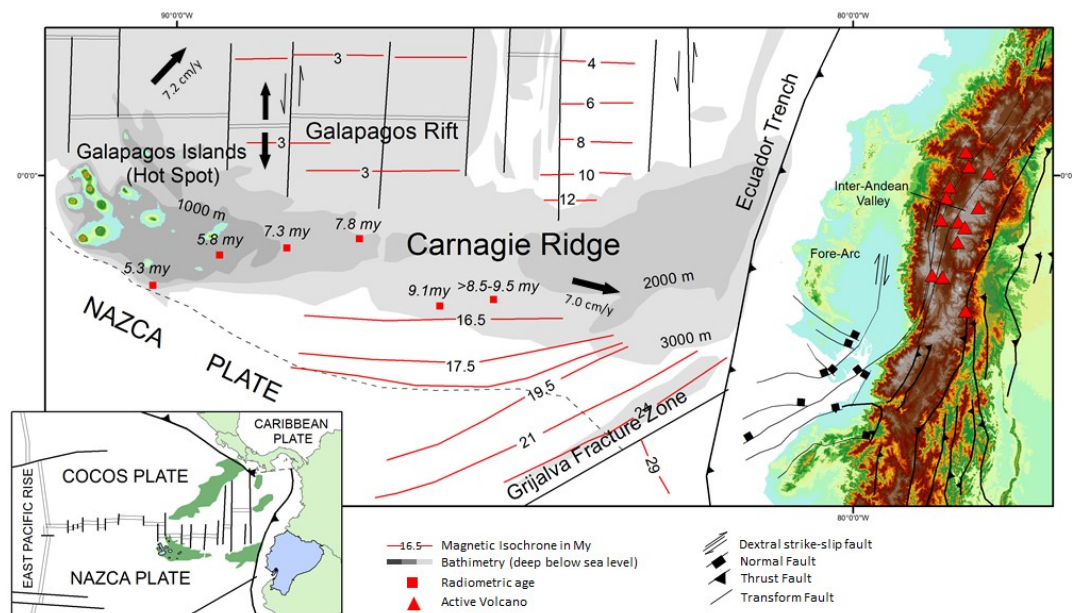 90°0'0"W
80°0'0"W
7.2 cm/y
3
3
3
4
6
8
10
12
Galapagos Rift
Galapagos Islands
(Hot Spot)
0°0'0"
0°0'0"
Ecuador Trench
Inter-Andean
Valley
Fore-Arc
1000 m
5.3 my
5.8 my
7.3 my
7.8 my
Carnagie Ridge
9.1my
>8.5-9.5 my
7.0 cm/y
2000 m
3000 m
16.5
17.5
19.5
21
24
29
NAZCA PLATE
Grijalva Fracture Zone
CARIBBEAN
PLATE
COCOS PLATE
EAST PACIFIC RISE
NAZCA PLATE
80°0'0"W
16.5 Magnetic Isochrone in My
Bathimetry (deep below sea level)
Radiometric age
Active Volcano
Dextral strike-slip fault
Normal Fault
Thrust Fault
Transform Fault